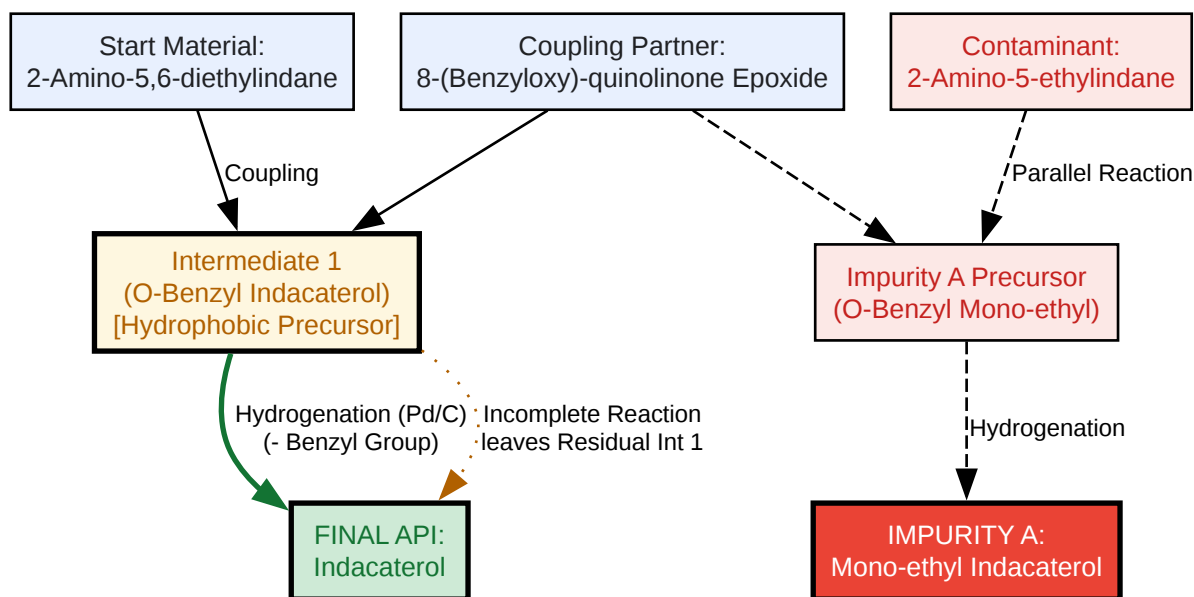 Start Material:
2-Amino-5,6-diethylindane
Coupling Partner:
8-(Benzyloxy)-quinolinone Epoxide
Contaminant:
2-Amino-5-ethylindane
Coupling
Parallel Reaction
Intermediate 1
(O-Benzyl Indacaterol)
[Hydrophobic Precursor]
Impurity A Precursor
(O-Benzyl Mono-ethyl)
Hydrogenation (Pd/C)
(- Benzyl Group)
Incomplete Reaction
leaves Residual Int 1
Hydrogenation
FINAL API:
Indacaterol
IMPURITY A:
Mono-ethyl Indacaterol